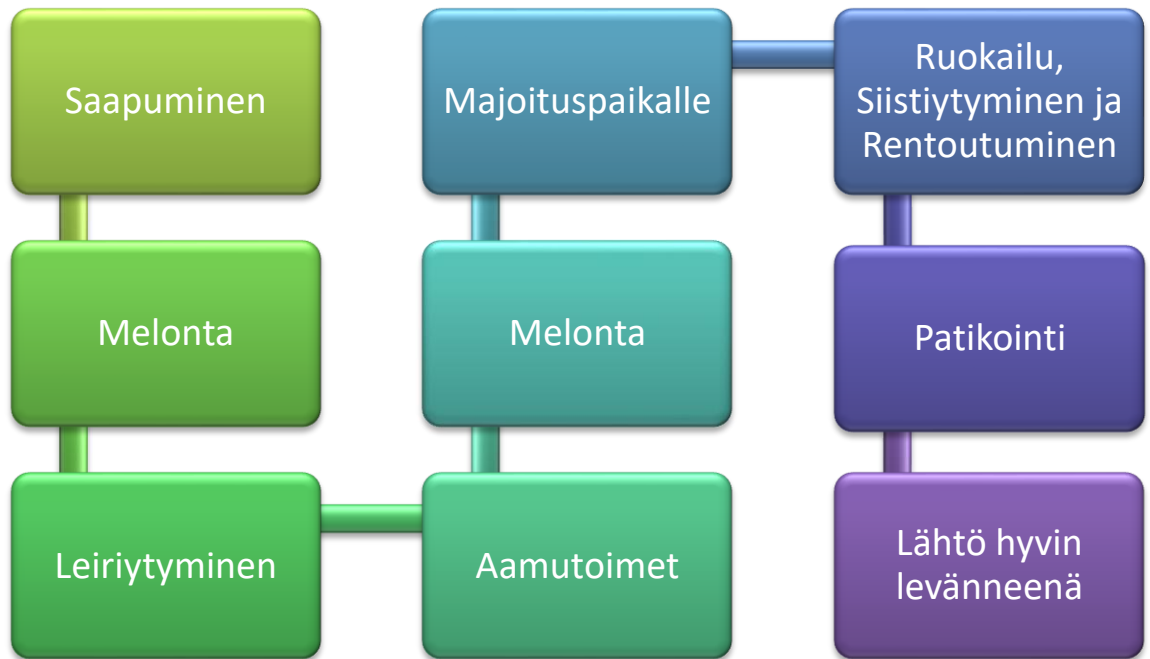 Saapuminen
Melonta
Leiriytyminen
Aamutoimet
Melonta
Majoituspaikalle
Ruokailu,
Siistiytyminen ja
Rentoutuminen
Patikointi
Lähtö hyvin
levänneenä